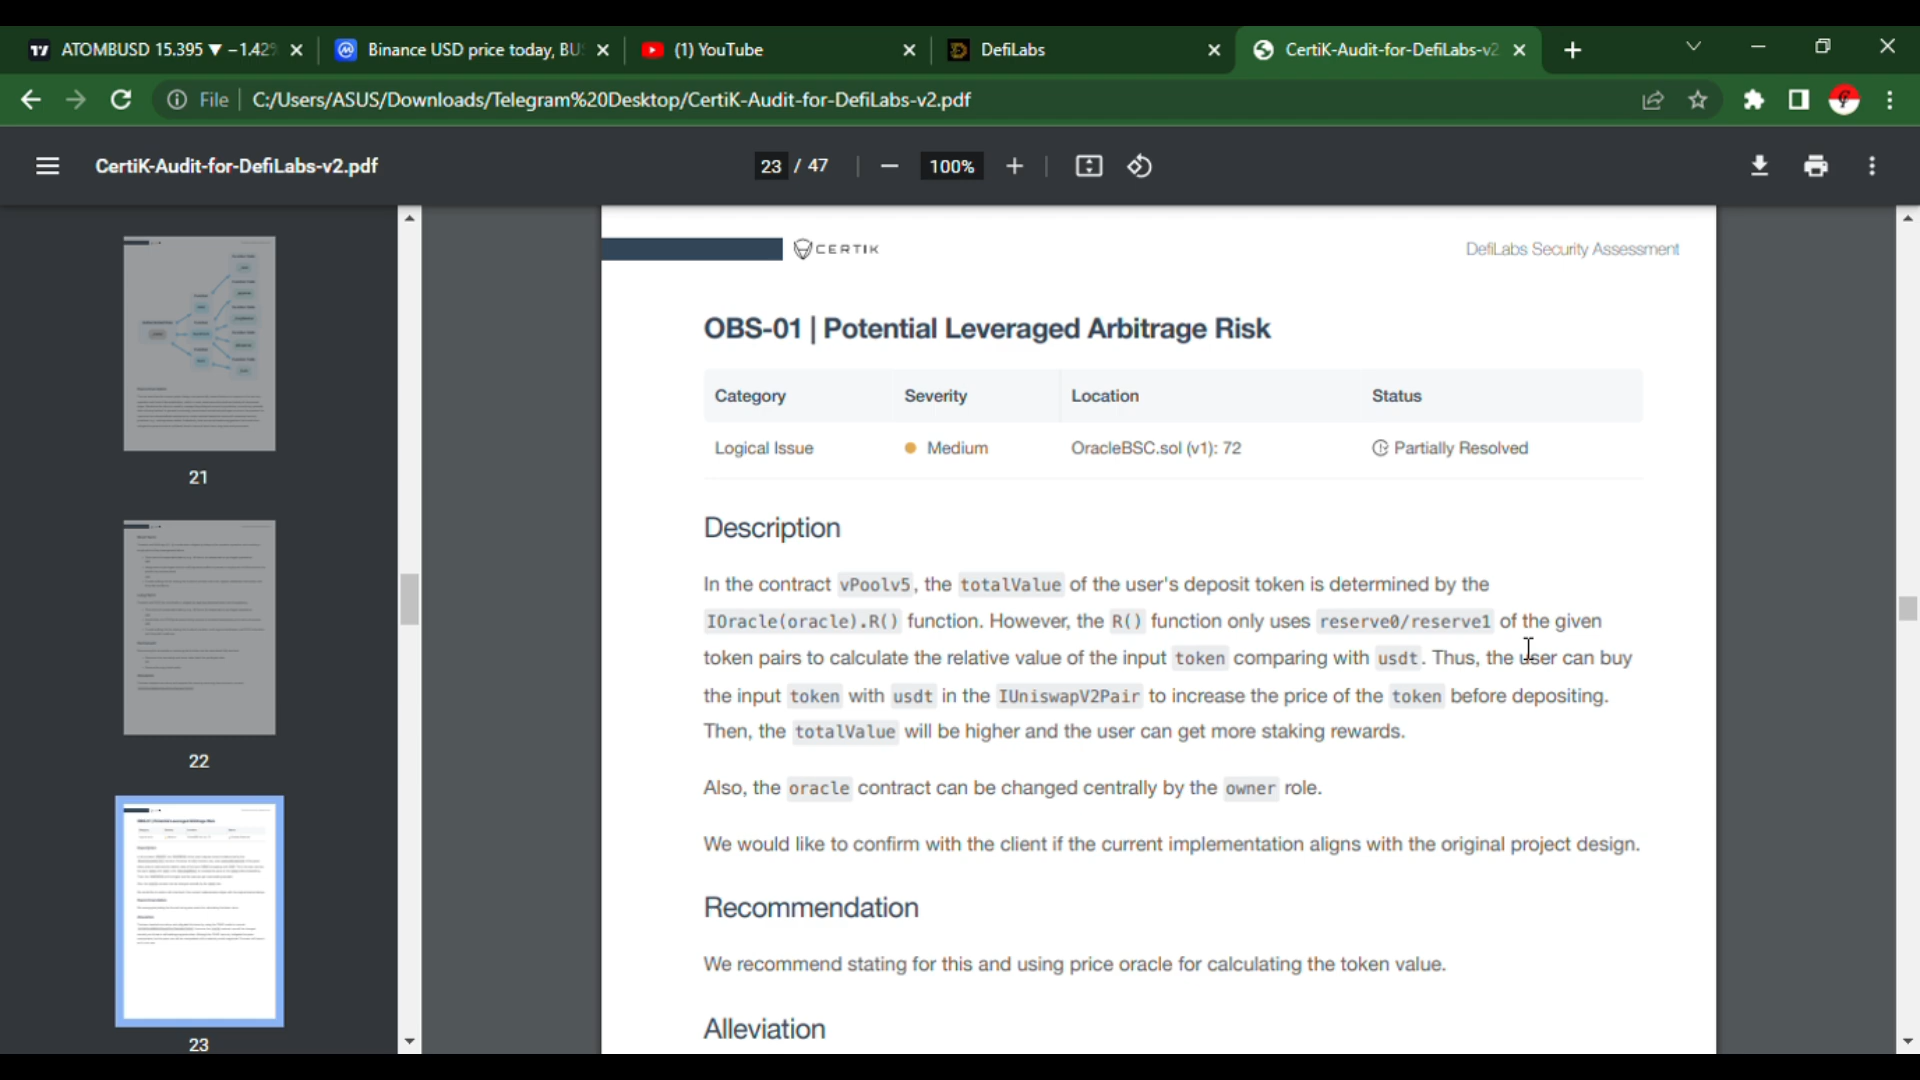 ATOMBUSD 15.395 ▼ −1.42%
Binance USD price today, BU
(1) YouTube
DefiLabs
CertiK-Audit-for-DefiLabs-v2
File
C:/Users/ASUS/Downloads/Telegram%20Desktop/CertiK-Audit-for-DefiLabs-v2.pdf
CertiK-Audit-for-DefiLabs-v2.pdf
23 / 47
100%
21
22
23
CERTIK
DefiLabs Security Assessment
OBS-01 | Potential Leveraged Arbitrage Risk
Category Severity Location Status
Logical Issue Medium OracleBSC.sol (v1): 72 Partially Resolved
Description
In the contract vPoolv5, the totalValue of the user's deposit token is determined by the
IOracle(oracle).R() function. However, the R() function only uses reserve0/reserve1 of the given
token pairs to calculate the relative value of the input token comparing with usdt. Thus, the user can buy
the input token with usdt in the IUniswapV2Pair to increase the price of the token before depositing.
Then, the totalValue will be higher and the user can get more staking rewards.
Also, the oracle contract can be changed centrally by the owner role.
We would like to confirm with the client if the current implementation aligns with the original project design.
Recommendation
We recommend stating for this and using price oracle for calculating the token value.
Alleviation